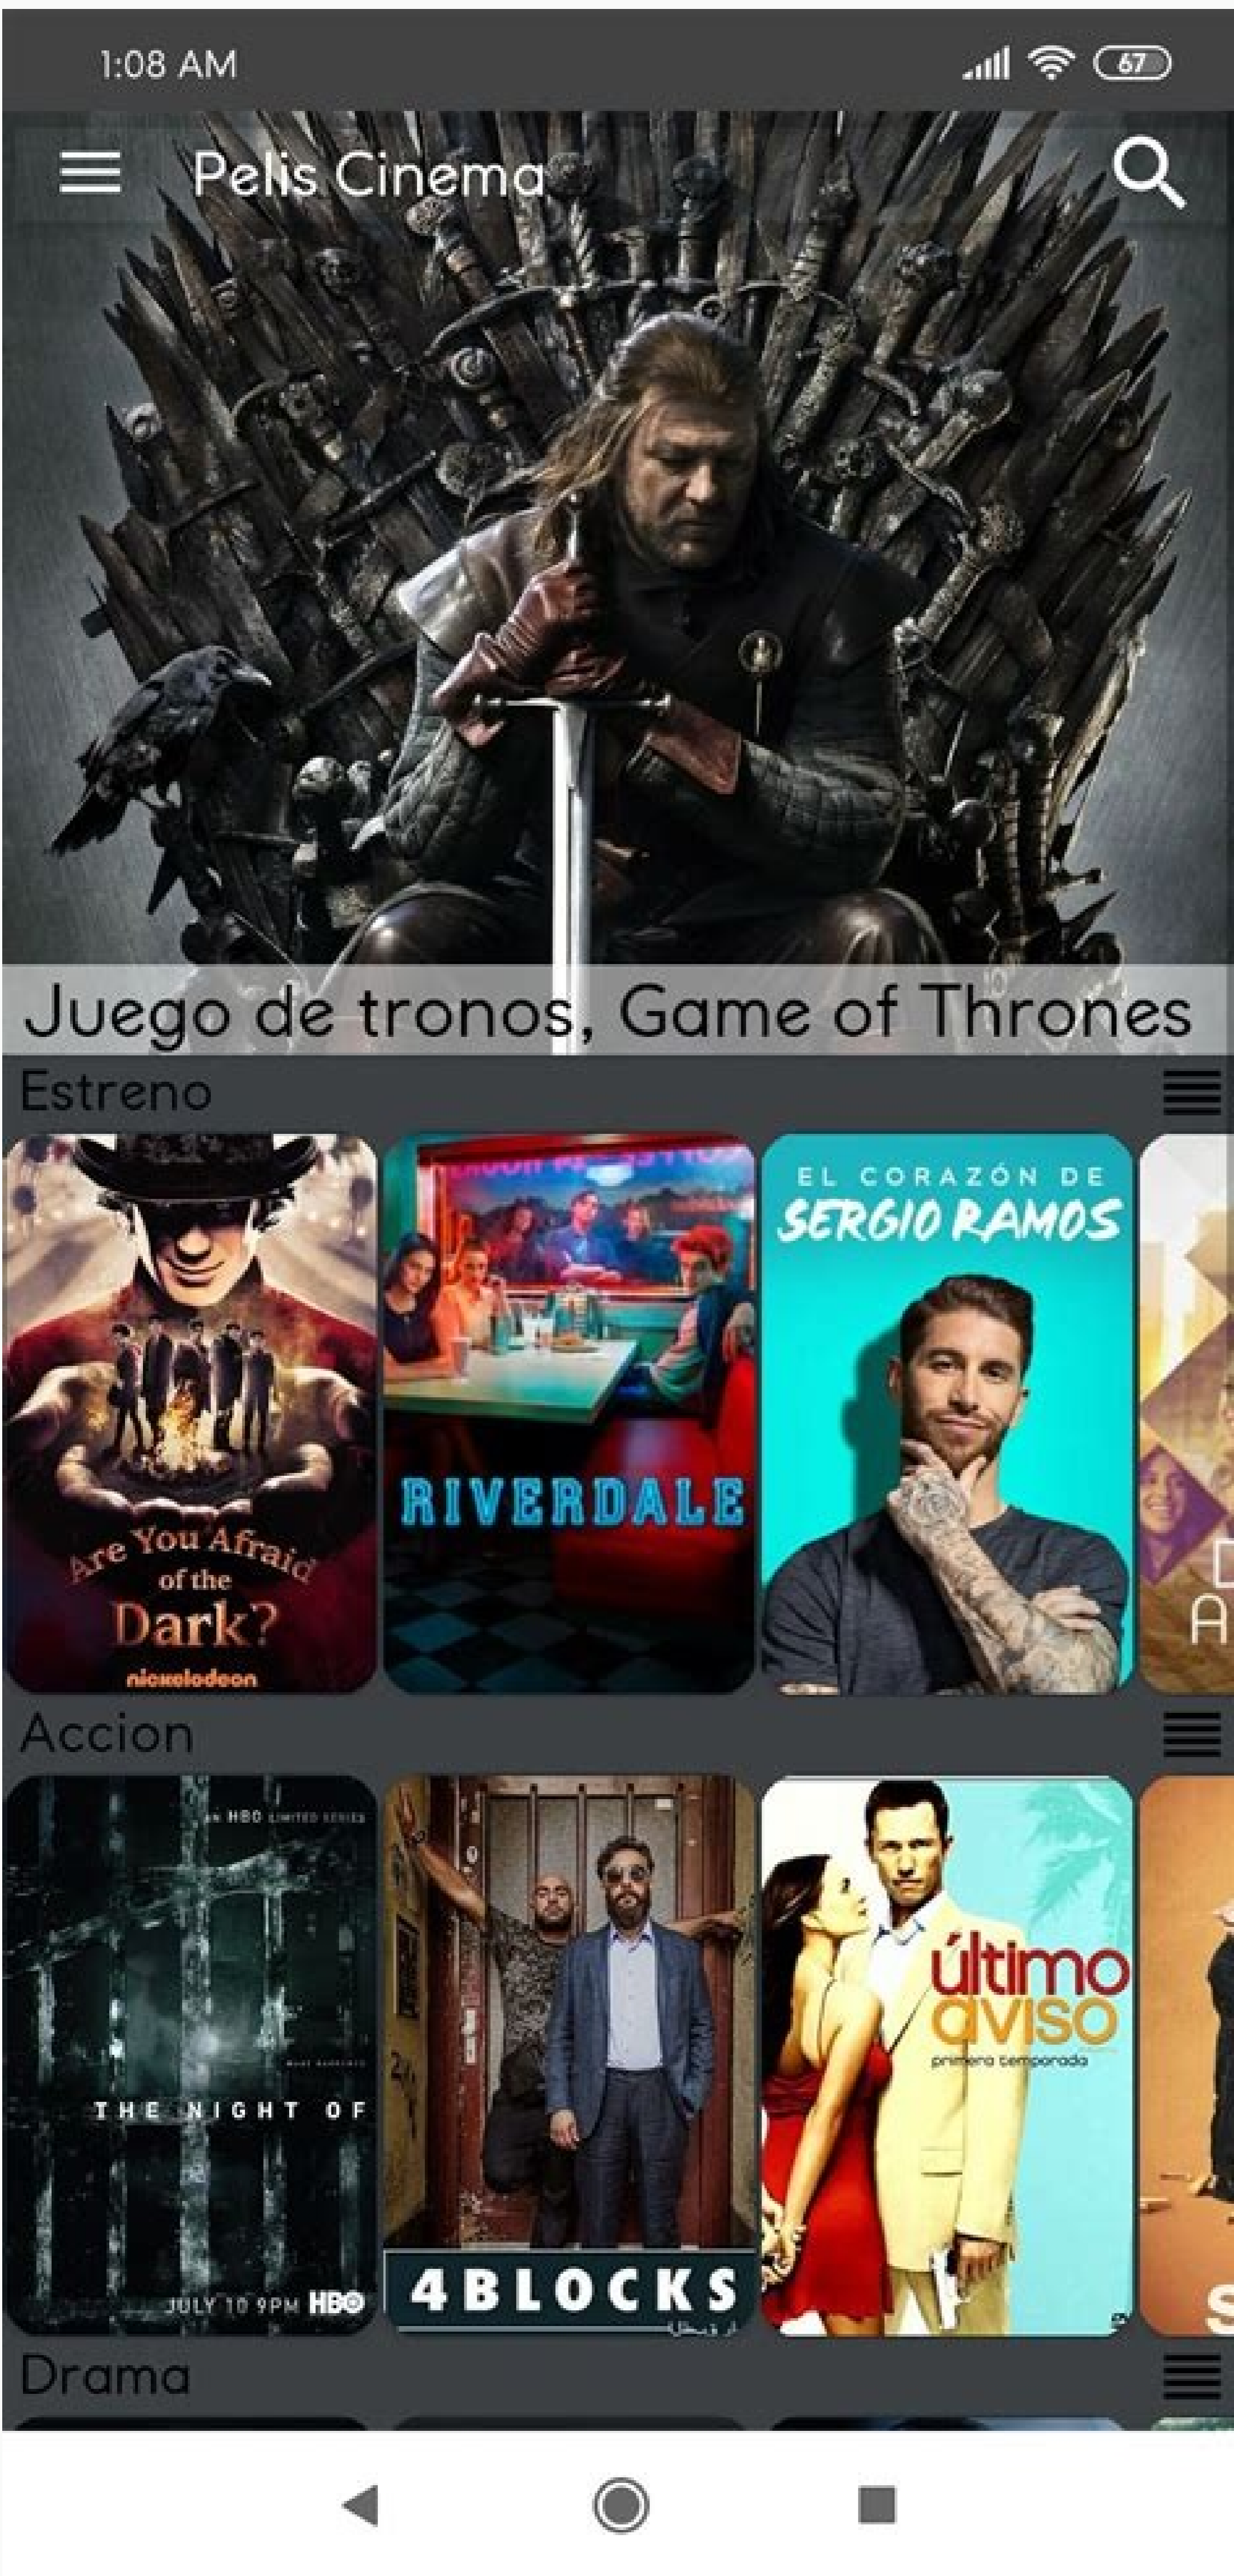 1:08 AM
67
Pelis Cinema
Juego de tronos, Game of Thrones
Estreno
Are You Afraid
of the
Dark?
nickelodeon
RIVERDALE
EL CORAZÓN DE
SERGIO RAMOS
D
A
Accion
AN HBO LIMITED SERIES
THE NIGHT OF
JULY 10 9PM HBO
4 BLOCKS
último
aviso
primera temporada
S
Drama